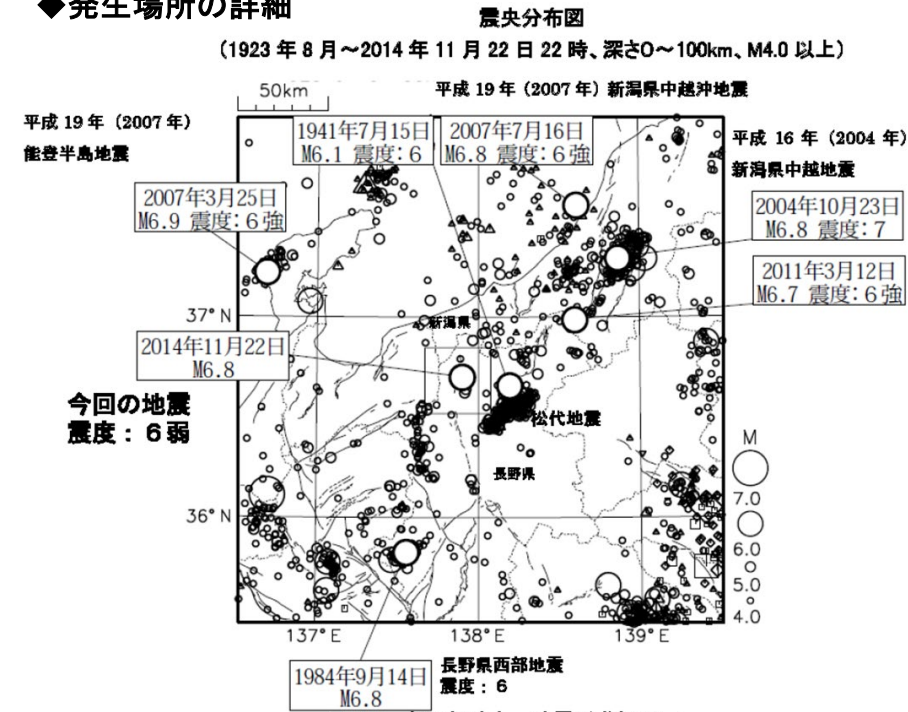 ◆発生場所の詳細
震央分布図
（1923 年 8 月～2014 年 11 月 22 日 22 時、深さ0～100km、M4.0 以上）
50km
平成 19 年（2007 年）新潟県中越沖地震
平成 19 年（2007 年）
能登半島地震
1941年7月15日
M6.1 震度：6
2007年7月16日
M6.8 震度：6強
平成 16 年（2004 年）
新潟県中越地震
2007年3月25日
M6.9 震度：6強
2004年10月23日
M6.8 震度：7
2011年3月12日
M6.7 震度：6強
37°N
新潟県
2014年11月22日
M6.8
今回の地震
震度：６弱
松代地震
長野県
M
7.0
6.0
5.0
4.0
36°N
137°E
138°E
139°E
1984年9月14日
M6.8
長野県西部地震
震度：６